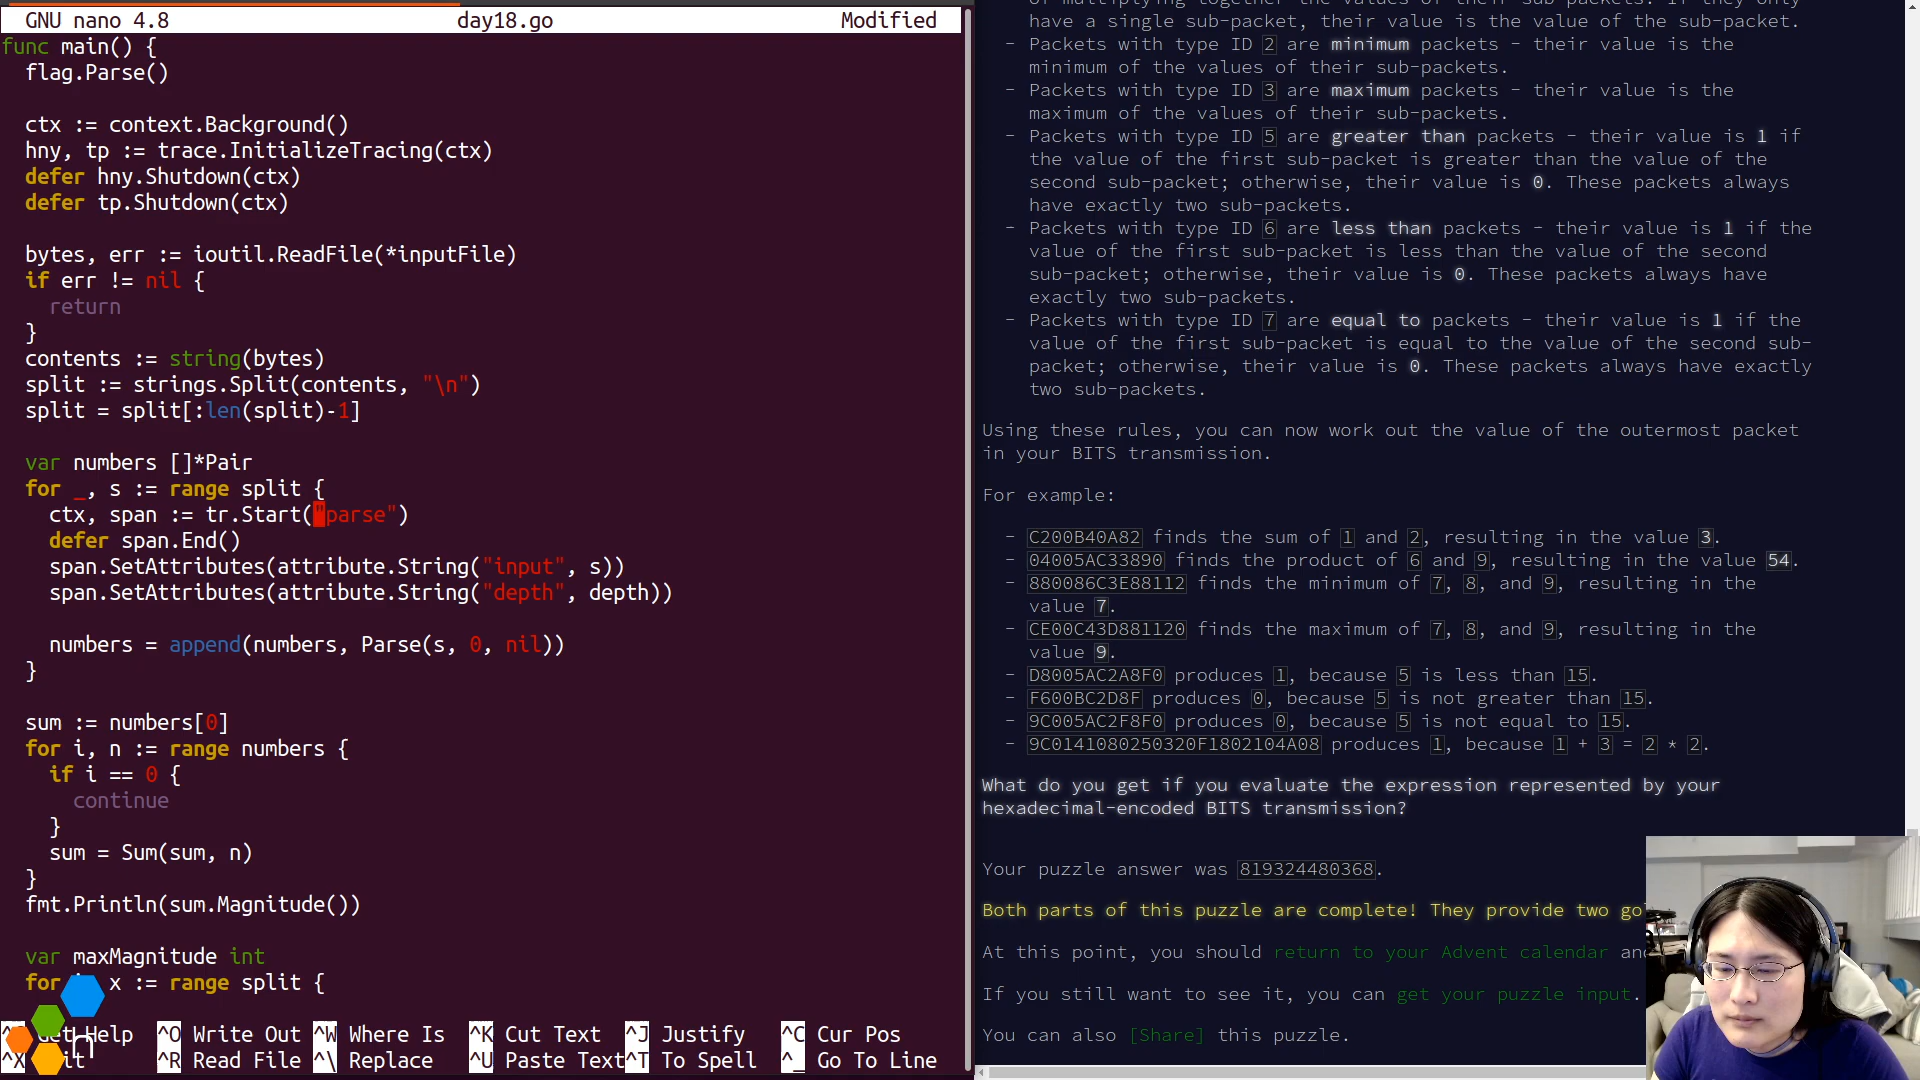 GNU nano 4.8 day18.go Modified
func main() {
flag.Parse()
ctx := context.Background()
hny, tp := trace.InitializeTracing(ctx)
defer hny.Shutdown(ctx)
defer tp.Shutdown(ctx)
bytes, err := ioutil.ReadFile(*inputFile)
if err != nil {
return
}
contents := string(bytes)
split := strings.Split(contents, "\n")
split = split[:len(split)-1]
var numbers []*Pair
for _, s := range split {
ctx, span := tr.Start("parse")
defer span.End()
span.SetAttributes(attribute.String("input", s))
span.SetAttributes(attribute.String("depth", depth))
numbers = append(numbers, Parse(s, 0, nil))
}
sum := numbers[0]
for i, n := range numbers {
if i == 0 {
continue
}
sum = Sum(sum, n)
}
fmt.Println(sum.Magnitude())
var maxMagnitude int
for x := range split {
Help ^O Write Out ^W Where Is ^K Cut Text ^J Justify ^C Cur Pos
^X ^R Read File ^\ Replace ^U Paste Text ^T To Spell ^_ Go To Line
have a single sub-packet, their value is the value of the sub-packet.
- Packets with type ID 2 are minimum packets - their value is the
minimum of the values of their sub-packets.
- Packets with type ID 3 are maximum packets - their value is the
maximum of the values of their sub-packets.
- Packets with type ID 5 are greater than packets - their value is 1 if
the value of the first sub-packet is greater than the value of the
second sub-packet; otherwise, their value is 0. These packets always
have exactly two sub-packets.
- Packets with type ID 6 are less than packets - their value is 1 if the
value of the first sub-packet is less than the value of the second
sub-packet; otherwise, their value is 0. These packets always have
exactly two sub-packets.
- Packets with type ID 7 are equal to packets - their value is 1 if the
value of the first sub-packet is equal to the value of the second sub-
packet; otherwise, their value is 0. These packets always have exactly
two sub-packets.
Using these rules, you can now work out the value of the outermost packet
in your BITS transmission.
For example:
- C200B40A82 finds the sum of 1 and 2, resulting in the value 3.
- 04005AC33890 finds the product of 6 and 9, resulting in the value 54.
- 880086C3E88112 finds the minimum of 7, 8, and 9, resulting in the
value 7.
- CE00C43D881120 finds the maximum of 7, 8, and 9, resulting in the
value 9.
- D8005AC2A8F0 produces 1, because 5 is less than 15.
- F600BC2D8F produces 0, because 5 is not greater than 15.
- 9C005AC2F8F0 produces 0, because 5 is not equal to 15.
- 9C0141080250320F1802104A08 produces 1, because 1 + 3 = 2 * 2.
What do you get if you evaluate the expression represented by your
hexadecimal-encoded BITS transmission?
Your puzzle answer was 819324480368.
Both parts of this puzzle are complete! They provide two go
At this point, you should return to your Advent calendar and
If you still want to see it, you can get your puzzle input.
You can also [Share] this puzzle.